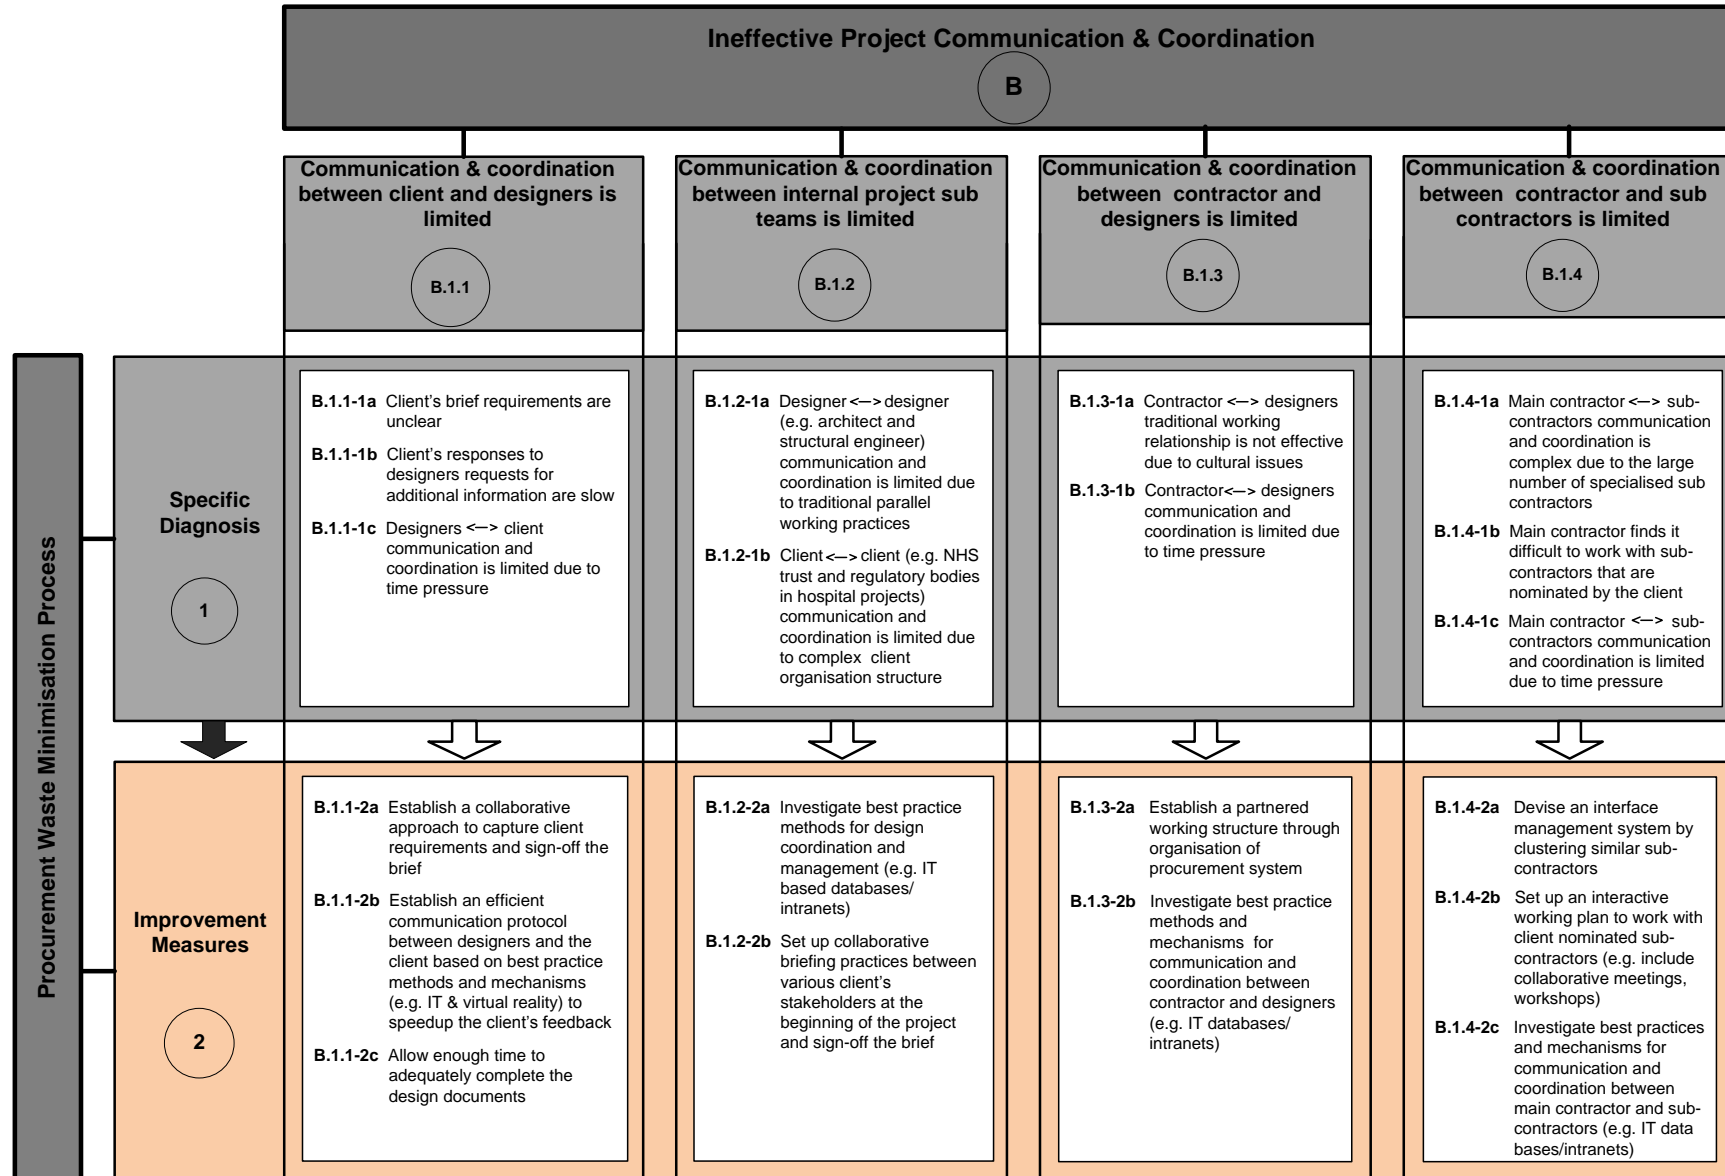 Ineffective Project Communication & Coordination
B
Communication & coordination
between client and designers is
limited
B.1.1
Communication & coordination
between internal project sub
teams is limited
B.1.2
Communication & coordination
between contractor and
designers is limited
B.1.3
Communication & coordination
between contractor and sub
contractors is limited
B.1.4
Procurement Waste Minimisation Process
Specific
Diagnosis
1
B.1.1-1a Client's brief requirements are
unclear
B.1.1-1b Client's responses to
designers requests for
additional information are slow
B.1.1-1c Designers <—> client
communication and
coordination is limited due to
time pressure
B.1.2-1a Designer <—> designer
(e.g. architect and
structural engineer)
communication and
coordination is limited due
to traditional parallel
working practices
B.1.2-1b Client <—> client (e.g. NHS
trust and regulatory bodies
in hospital projects)
communication and
coordination is limited due
to complex client
organisation structure
B.1.3-1a Contractor <—> designers
traditional working
relationship is not effective
due to cultural issues
B.1.3-1b Contractor<—> designers
communication and
coordination is limited due
to time pressure
B.1.4-1a Main contractor <—> sub-
contractors communication
and coordination is
complex due to the large
number of specialised sub
contractors
B.1.4-1b Main contractor finds it
difficult to work with sub-
contractors that are
nominated by the client
B.1.4-1c Main contractor <—> sub-
contractors communication
and coordination is limited
due to time pressure
Improvement
Measures
2
B.1.1-2a Establish a collaborative
approach to capture client
requirements and sign-off the
brief
B.1.1-2b Establish an efficient
communication protocol
between designers and the
client based on best practice
methods and mechanisms
(e.g. IT & virtual reality) to
speedup the client's feedback
B.1.1-2c Allow enough time to
adequately complete the
design documents
B.1.2-2a Investigate best practice
methods for design
coordination and
management (e.g. IT
based databases/
intranets)
B.1.2-2b Set up collaborative
briefing practices between
various client's
stakeholders at the
beginning of the project
and sign-off the brief
B.1.3-2a Establish a partnered
working structure through
organisation of
procurement system
B.1.3-2b Investigate best practice
methods and
mechanisms for
communication and
coordination between
contractor and designers
(e.g. IT databases/
intranets)
B.1.4-2a Devise an interface
management system by
clustering similar sub-
contractors
B.1.4-2b Set up an interactive
working plan to work with
client nominated sub-
contractors (e.g. include
collaborative meetings,
workshops)
B.1.4-2c Investigate best practices
and mechanisms for
communication and
coordination between
main contractor and sub-
contractors (e.g. IT data
bases/intranets)